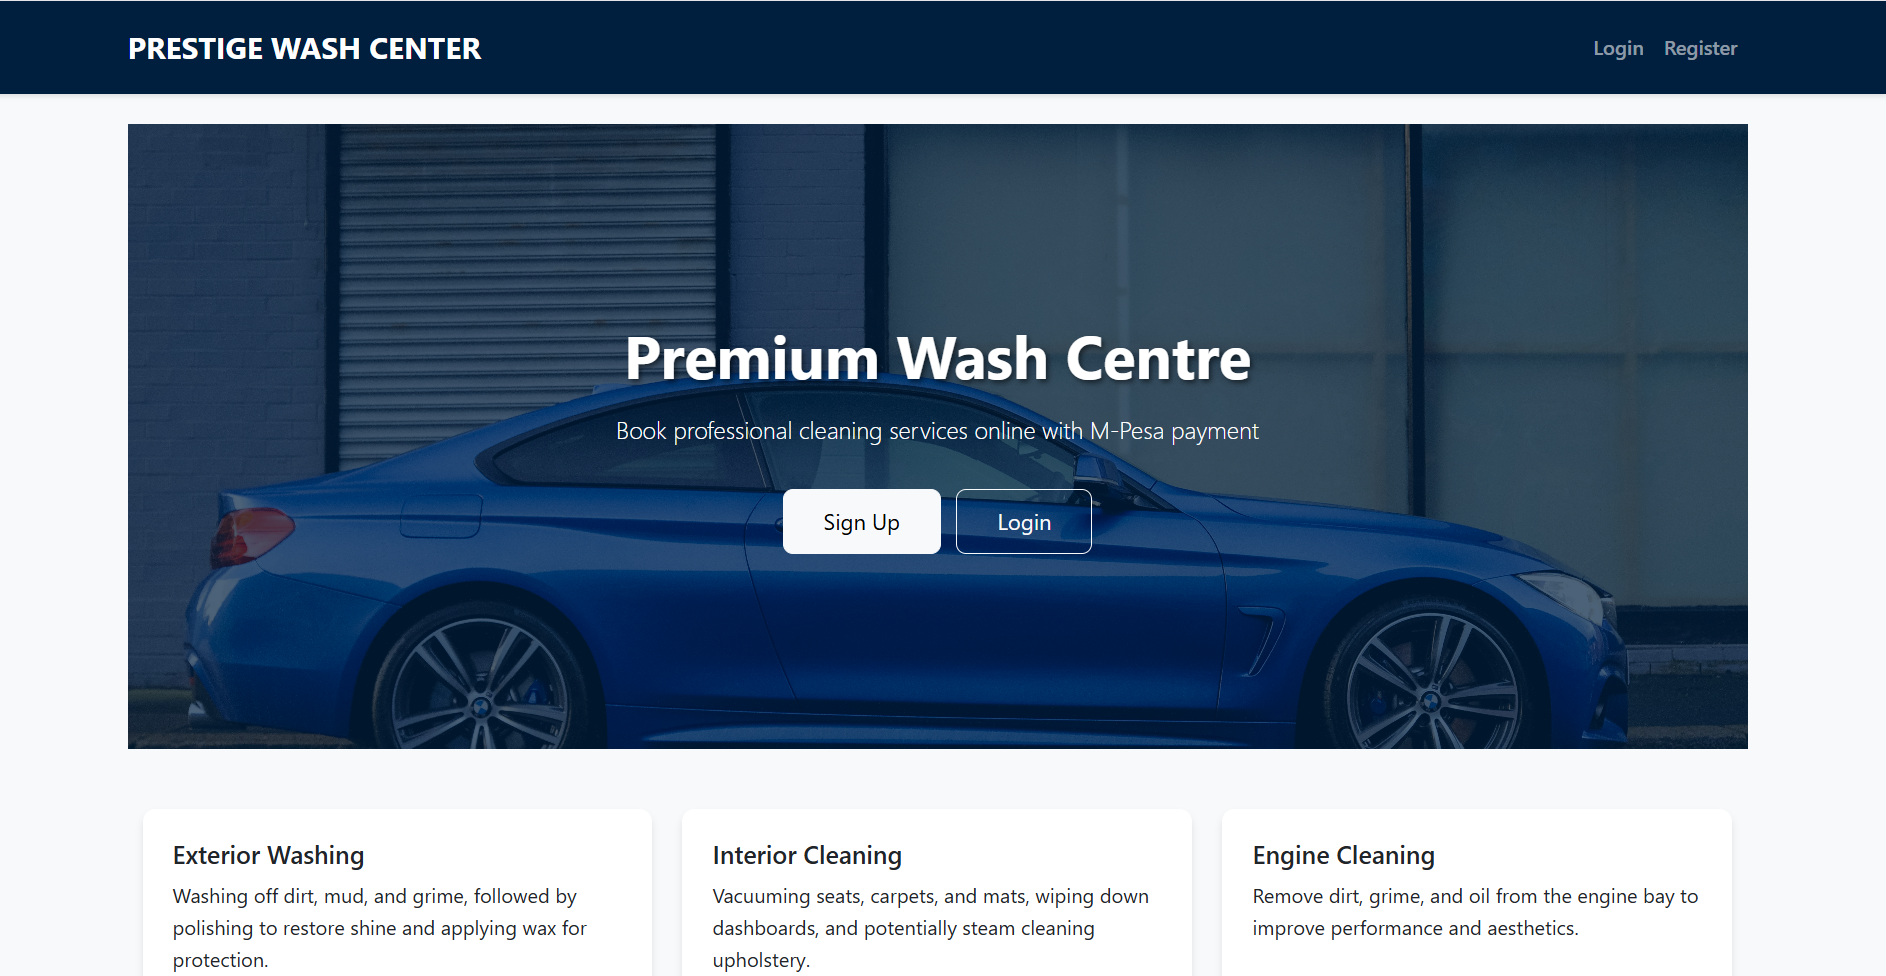 PRESTIGE WASH CENTER
Login Register
Premium Wash Centre
Book professional cleaning services online with M-Pesa payment
Sign Up Login
Exterior Washing
Washing off dirt, mud, and grime, followed by
polishing to restore shine and applying wax for
protection.
Interior Cleaning
Vacuuming seats, carpets, and mats, wiping down
dashboards, and potentially steam cleaning
upholstery.
Engine Cleaning
Remove dirt, grime, and oil from the engine bay to
improve performance and aesthetics.